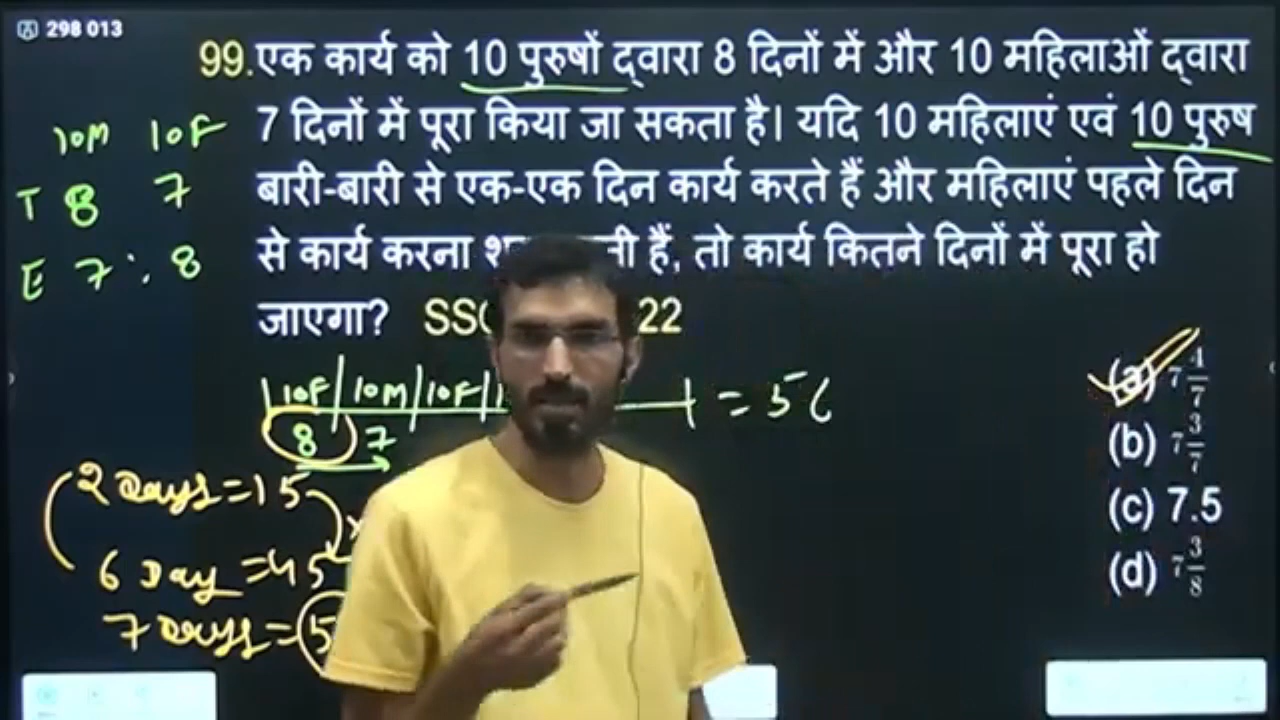 298 013
99.एक कार्य को 10 पुरुषों द्वारा 8 दिनों में और 10 महिलाओं द्वारा
7 दिनों में पूरा किया जा सकता है। यदि 10 महिलाएं एवं 10 पुरुष
बारी-बारी से एक-एक दिन कार्य करते हैं और महिलाएं पहले दिन
से कार्य करना हैं, तो कार्य कितने दिनों में पूरा हो
जाएगा? 22
10M 10F
T 8 7
E 7 : 8
10F 10M 10F = 56
8 7
2 Days = 15
6 Day = 45
7 Days =
(a) 7 4/7
(b) 7 3/7
(c) 7.5
(d) 7 3/8